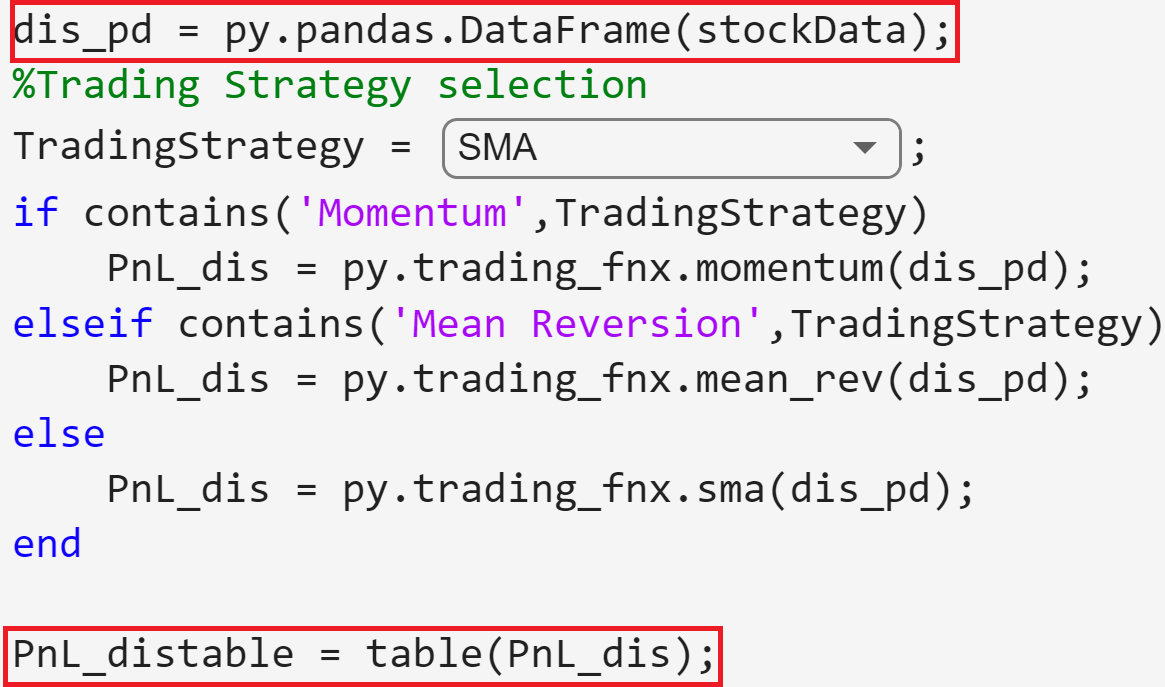 dis_pd = py.pandas.DataFrame(stockData);
%Trading Strategy selection
TradingStrategy = SMA ;
if contains('Momentum',TradingStrategy)
    PnL_dis = py.trading_fnx.momentum(dis_pd);
elseif contains('Mean Reversion',TradingStrategy)
    PnL_dis = py.trading_fnx.mean_rev(dis_pd);
else
    PnL_dis = py.trading_fnx.sma(dis_pd);
end
PnL_distable = table(PnL_dis);